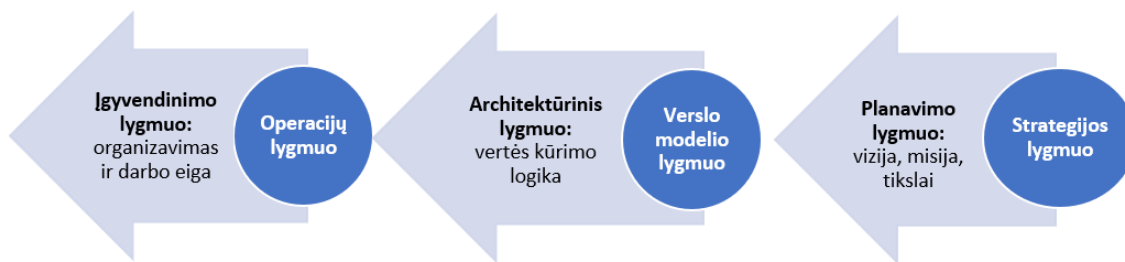 Įgyvendinimo
lygmuo:
organizavimas
ir darbo eiga
Operacijų
lygmuo
Architektūrinis
lygmuo:
vertės kūrimo
logika
Verslo
modelio
lygmuo
Planavimo
lygmuo:
vizija, misija,
tikslai
Strategijos
lygmuo